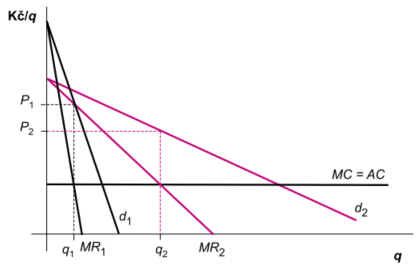 Kč/q
P₁
P₂
MC = AC
d₁
d₂
q₁ MR₁ q₂ MR₂ q